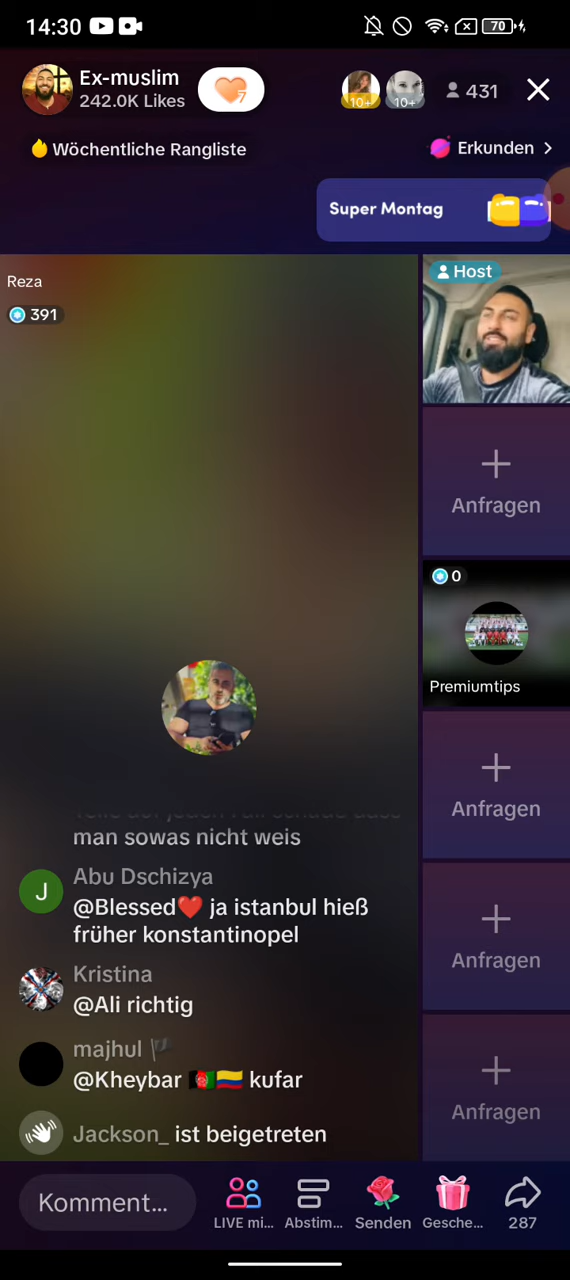 14:30
70
Ex-muslim
242.0K Likes
7
10+
10+
431
Wöchentliche Rangliste
Erkunden
Super Montag
Reza
391
Host
Anfragen
0
Premiumtips
Anfragen
Anfragen
Anfragen
man sowas nicht weis
Abu Dschizya
J
@Blessed❤️ ja istanbul hieß
früher konstantinopel
Kristina
@Ali richtig
majhul 🏴
@Kheybar 🇦🇫🇨🇴 kufar
Jackson_ ist beigetreten
Komment...
LIVE mi...
Abstim...
Senden
Gesche...
287